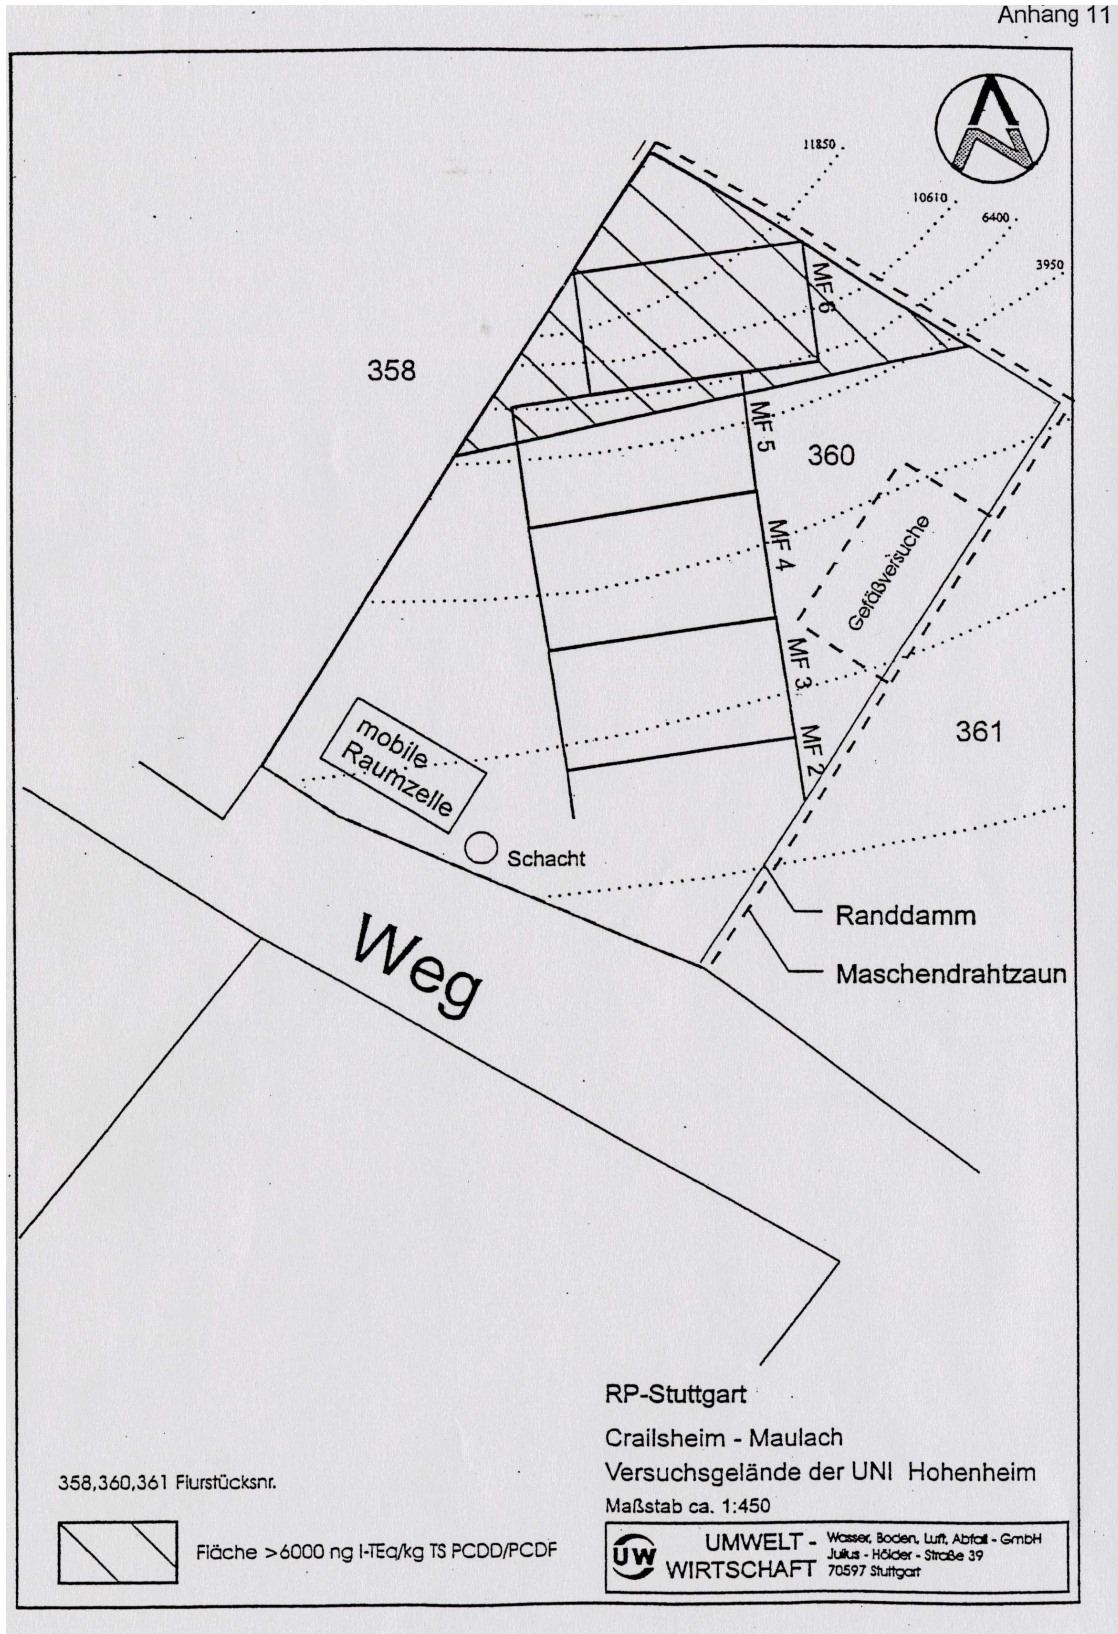 Anhang 11
11850
10610
6400
3950
MF 6
358
MF 5
360
MF 4
Gefäßversuche
MF 3
361
mobile
Raumzelle
MF 2
Schacht
Randdamm
Weg
Maschendrahtzaun
RP-Stuttgart
Crailsheim - Maulach
Versuchsgelände der UNI Hohenheim
Maßstab ca. 1:450
358,360,361 Flurstücksnr.
Fläche >6000 ng I-TEq/kg TS PCDD/PCDF
UW
UMWELT -
WIRTSCHAFT
Wasser, Boden, Luft, Abfall - GmbH
Julius - Hölder - Straße 39
70597 Stuttgart